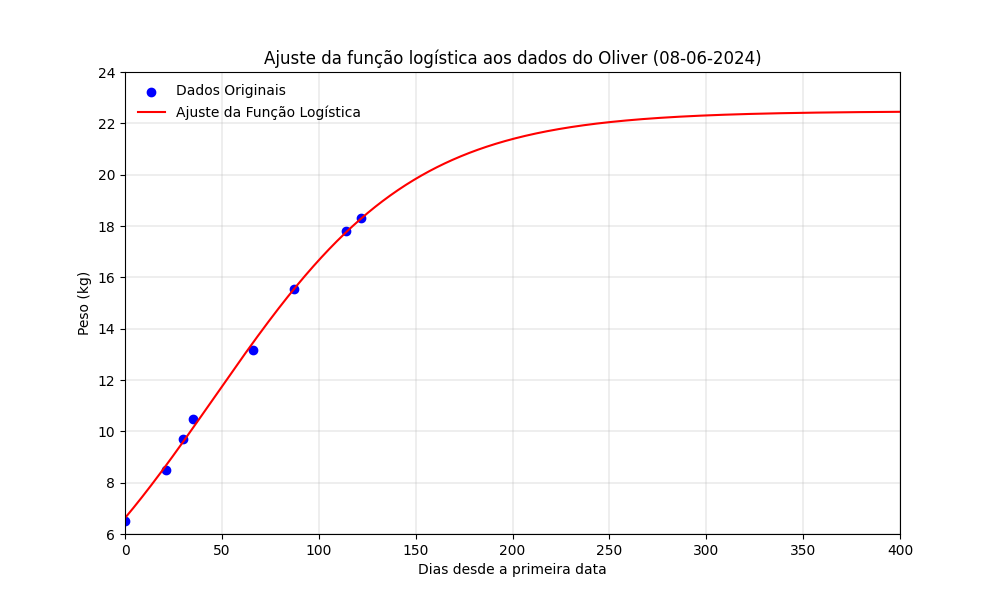 Ajuste da função logística aos dados do Oliver (08-06-2024)
Dados Originais
Ajuste da Função Logística
24
22
20
18
16
14
12
10
8
6
Peso (kg)
0 50 100 150 200 250 300 350 400
Dias desde a primeira data